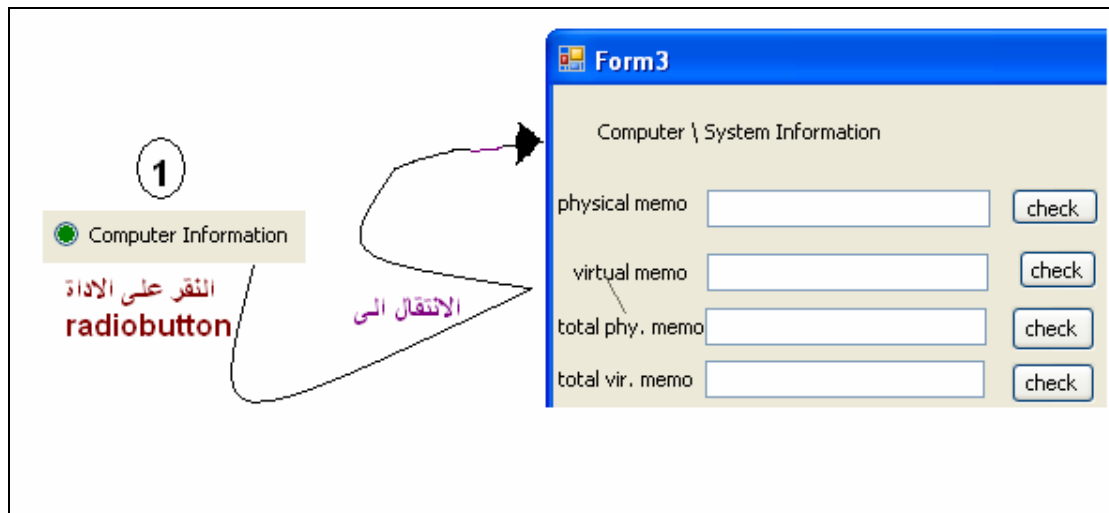 1
Computer Information
النقر على الاداة
radiobutton
الانتقال الى
Form3
Computer \ System Information
physical memo
check
virtual memo
check
total phy. memo
check
total vir. memo
check